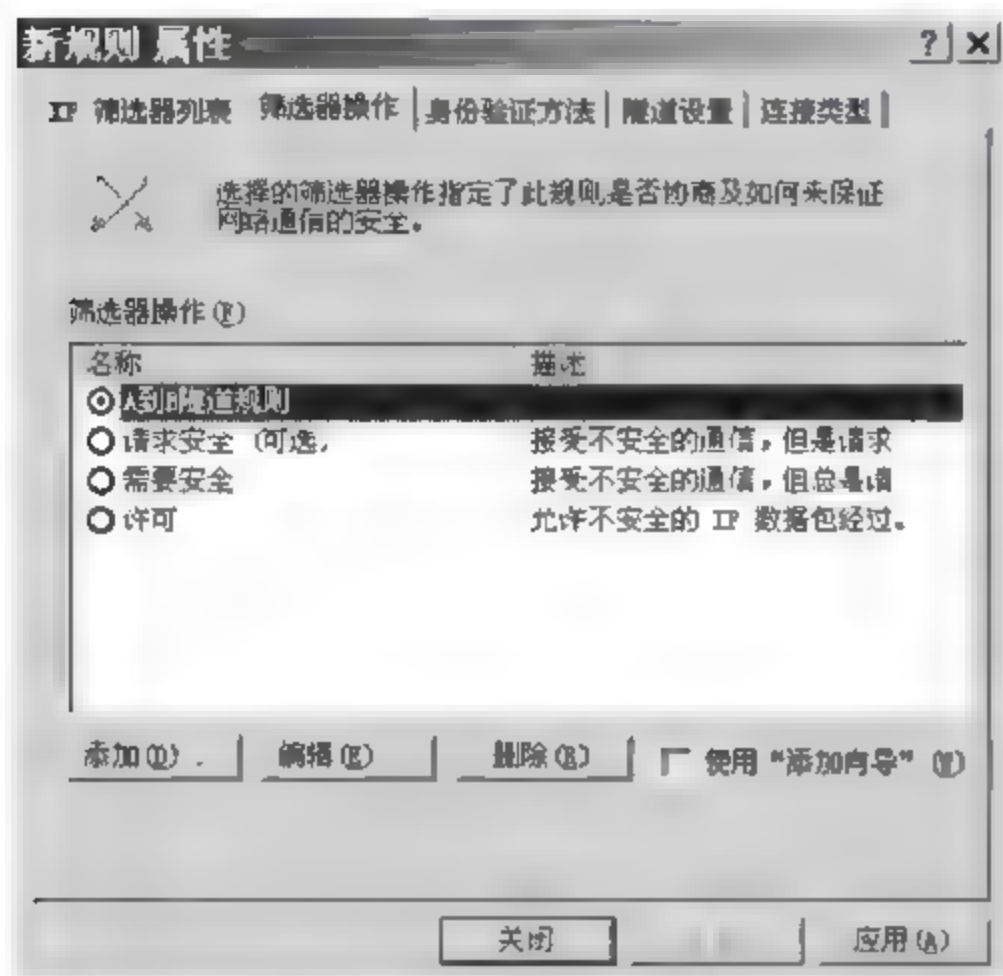 新规则 属性
IP 筛选器列表 筛选器操作 身份验证方法 隧道设置 连接类型
选择的筛选器操作指定了此规则是否协商及如何来保证
网络通信的安全。
筛选器操作(F)
名称 描述
A到B隧道规则
请求安全 (可选) 接受不安全的通信,但是请求
需要安全 接受不安全的通信,但总是请
许可 允许不安全的 IP 数据包经过。
添加(D). 编辑(E) 删除(R) 使用 "添加向导" (W)
关闭 应用(A)